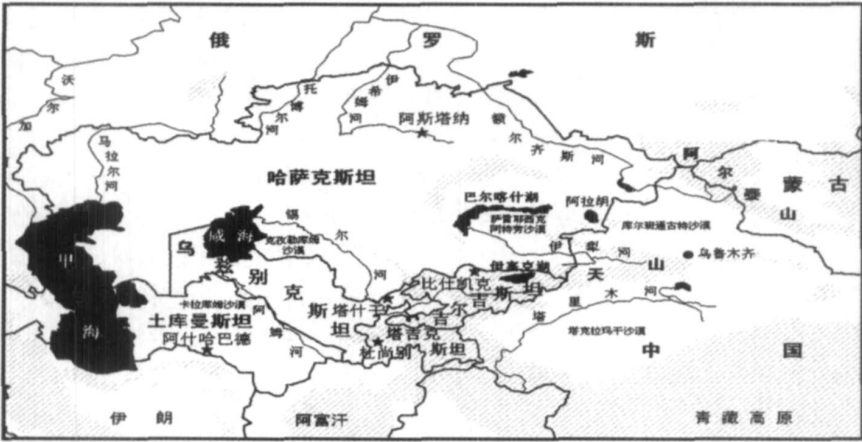 俄 罗 斯
沃尔加
托博尔河
伊希姆河
阿斯塔纳
额尔齐斯河
马拉尔河
哈萨克斯坦
阿尔泰山
蒙古
巴尔喀什湖
阿拉湖
萨雷耶西克
阿特劳沙漠
库尔班通古特沙漠
咸海
锡尔河
克孜勒库姆
沙漠
伊犁河
天山
乌鲁木齐
伊塞克湖
乌兹别克斯坦
比什凯克
吉尔吉斯坦
塔什干
卡拉库姆沙漠
阿姆河
土库曼斯坦
阿什哈巴德
塔吉克斯坦
杜尚别
塔里木河
塔克拉玛干沙漠
中国
伊朗
阿富汗
青藏高原